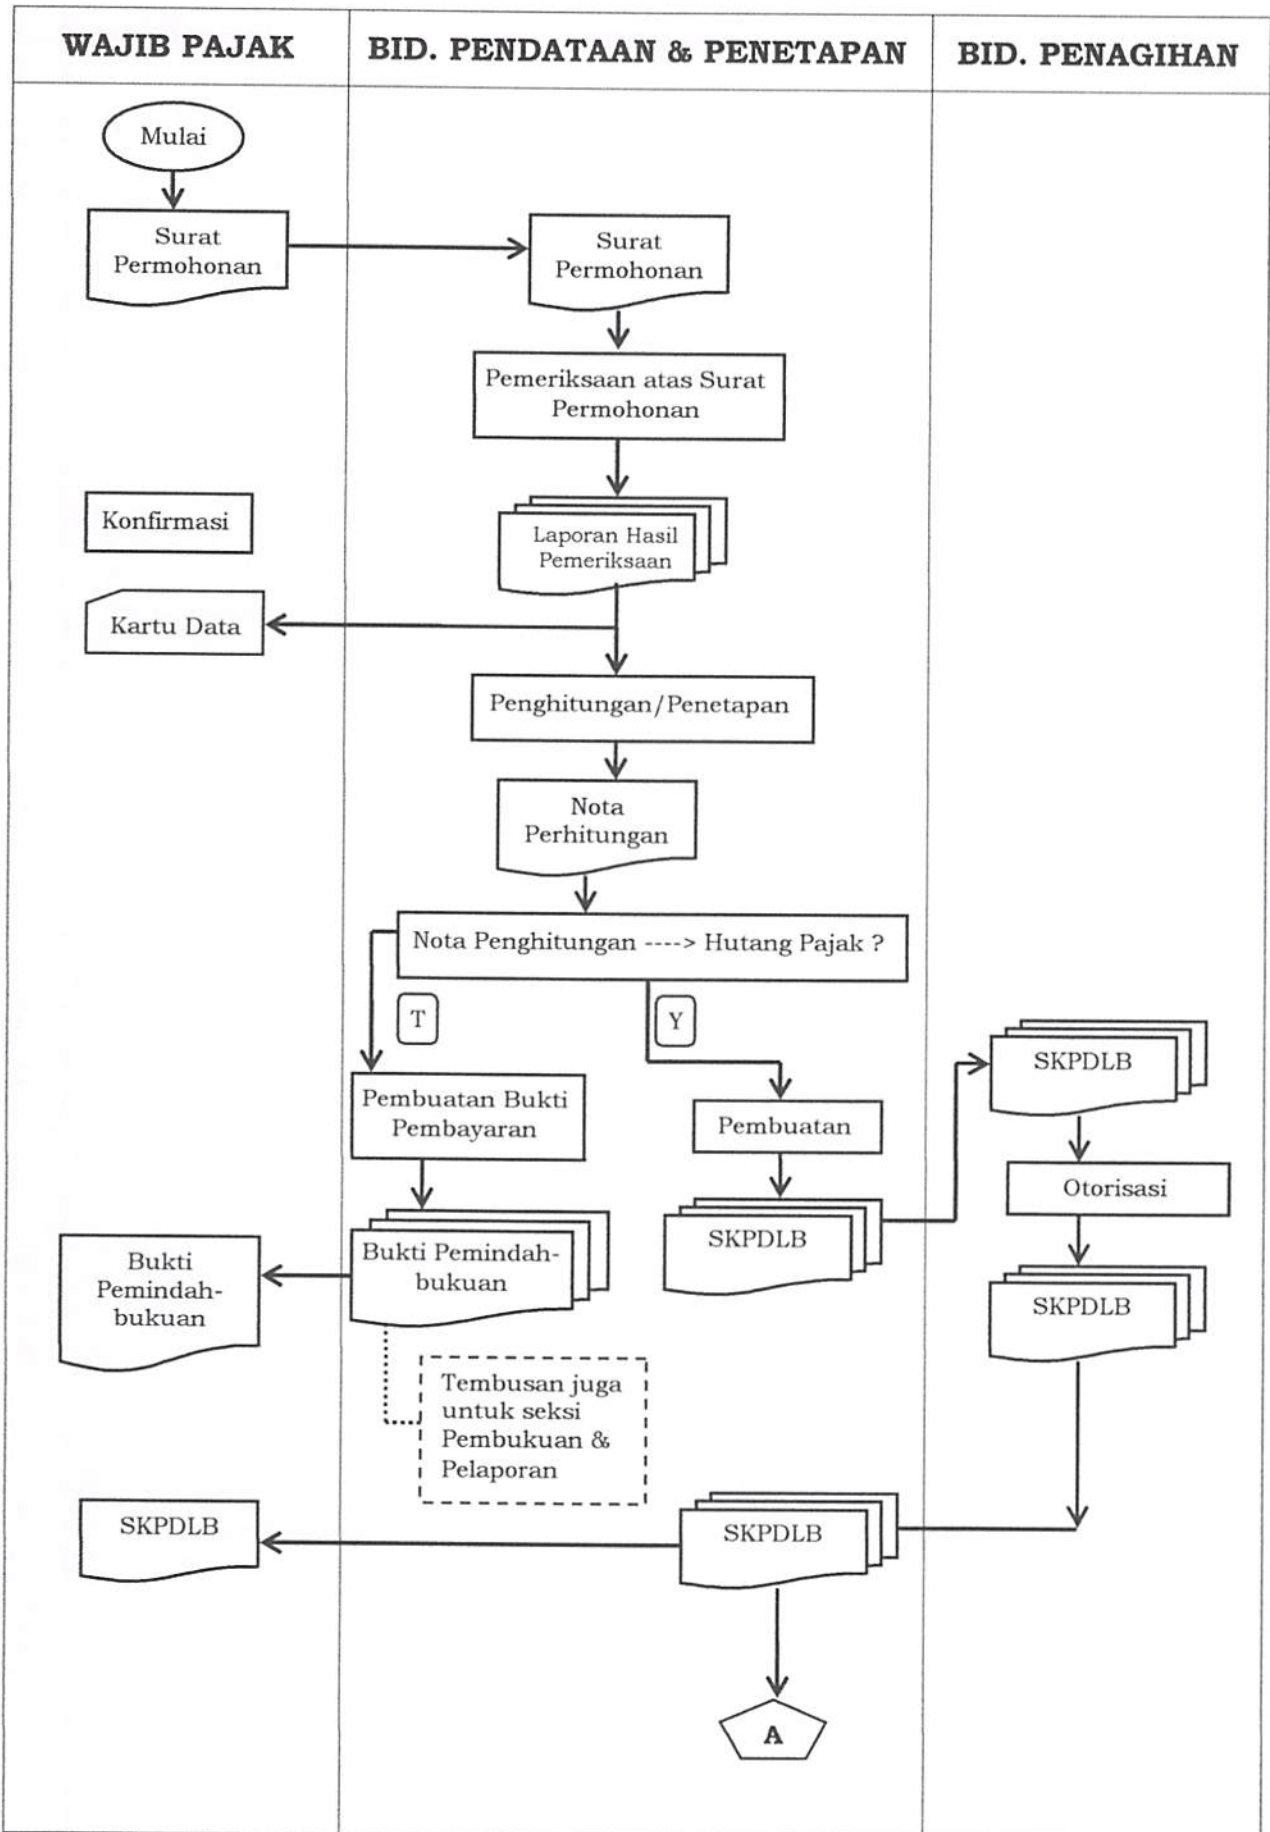 WAJIB PAJAK
BID. PENDATAAN & PENETAPAN
BID. PENAGIHAN
Mulai
Surat
Permohonan
Surat
Permohonan
Pemeriksaan atas Surat
Permohonan
Konfirmasi
Laporan Hasil
Pemeriksaan
Kartu Data
Penghitungan/Penetapan
Nota
Perhitungan
Nota Penghitungan ----> Hutang Pajak ?
T
Y
SKPDLB
Pembuatan Bukti
Pembayaran
Pembuatan
Otorisasi
Bukti
Pemindah-
bukuan
Bukti Pemindah-
bukuan
SKPDLB
SKPDLB
Tembusan juga
untuk seksi
Pembukuan &
Pelaporan
SKPDLB
SKPDLB
A